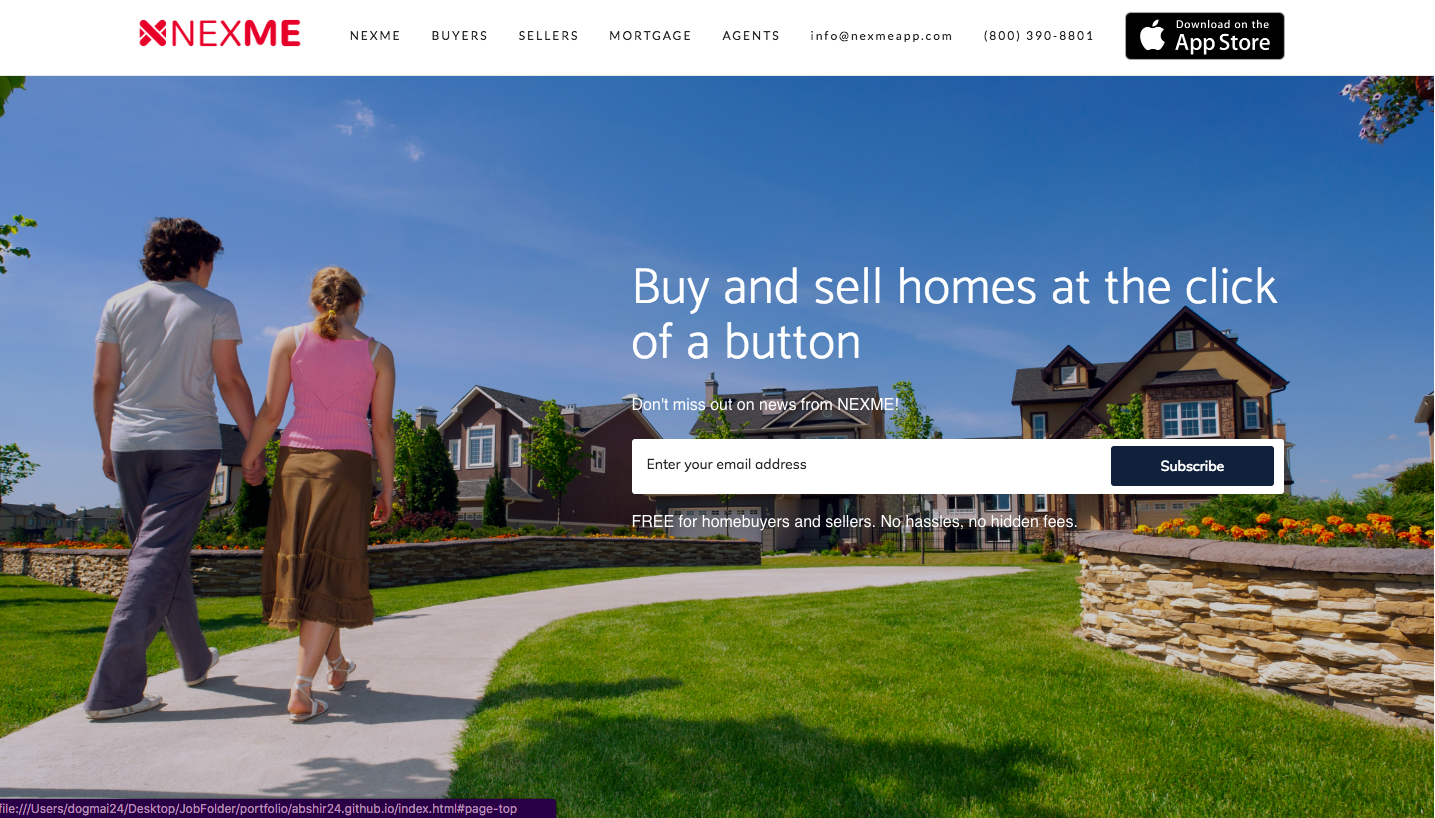 NEXME
NEXME BUYERS SELLERS MORTGAGE AGENTS info@nexmeapp.com (800) 390-8801
Download on the
App Store
Buy and sell homes at the click
of a button
Don't miss out on news from NEXME!
Enter your email address Subscribe
FREE for homebuyers and sellers. No hassles, no hidden fees.
file:///Users/dogmai24/Desktop/JobFolder/portfolio/abshir24.github.io/index.html#page-top